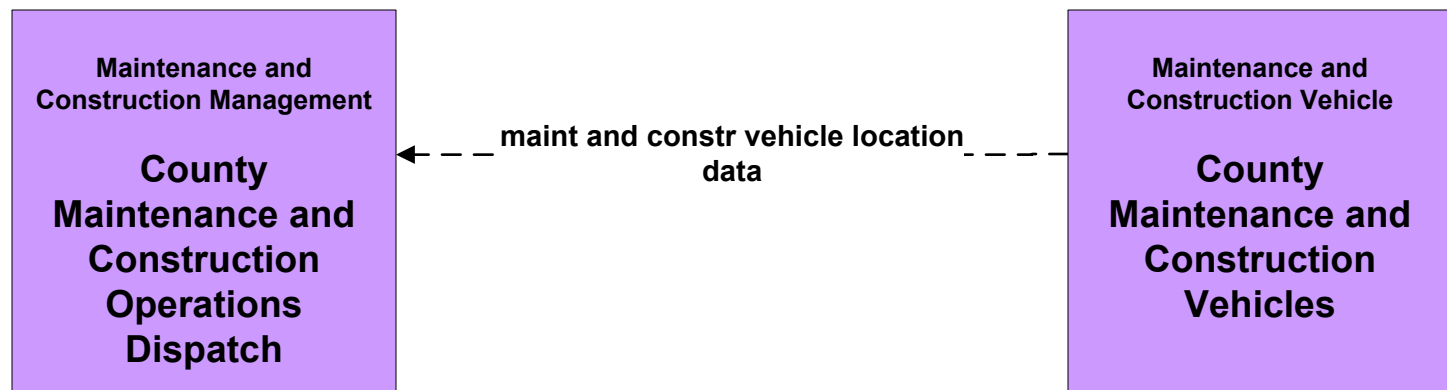 Maintenance and
Construction Management
County
Maintenance and
Construction
Operations
Dispatch
maint and constr vehicle location
data
Maintenance and
Construction Vehicle
County
Maintenance and
Construction
Vehicles